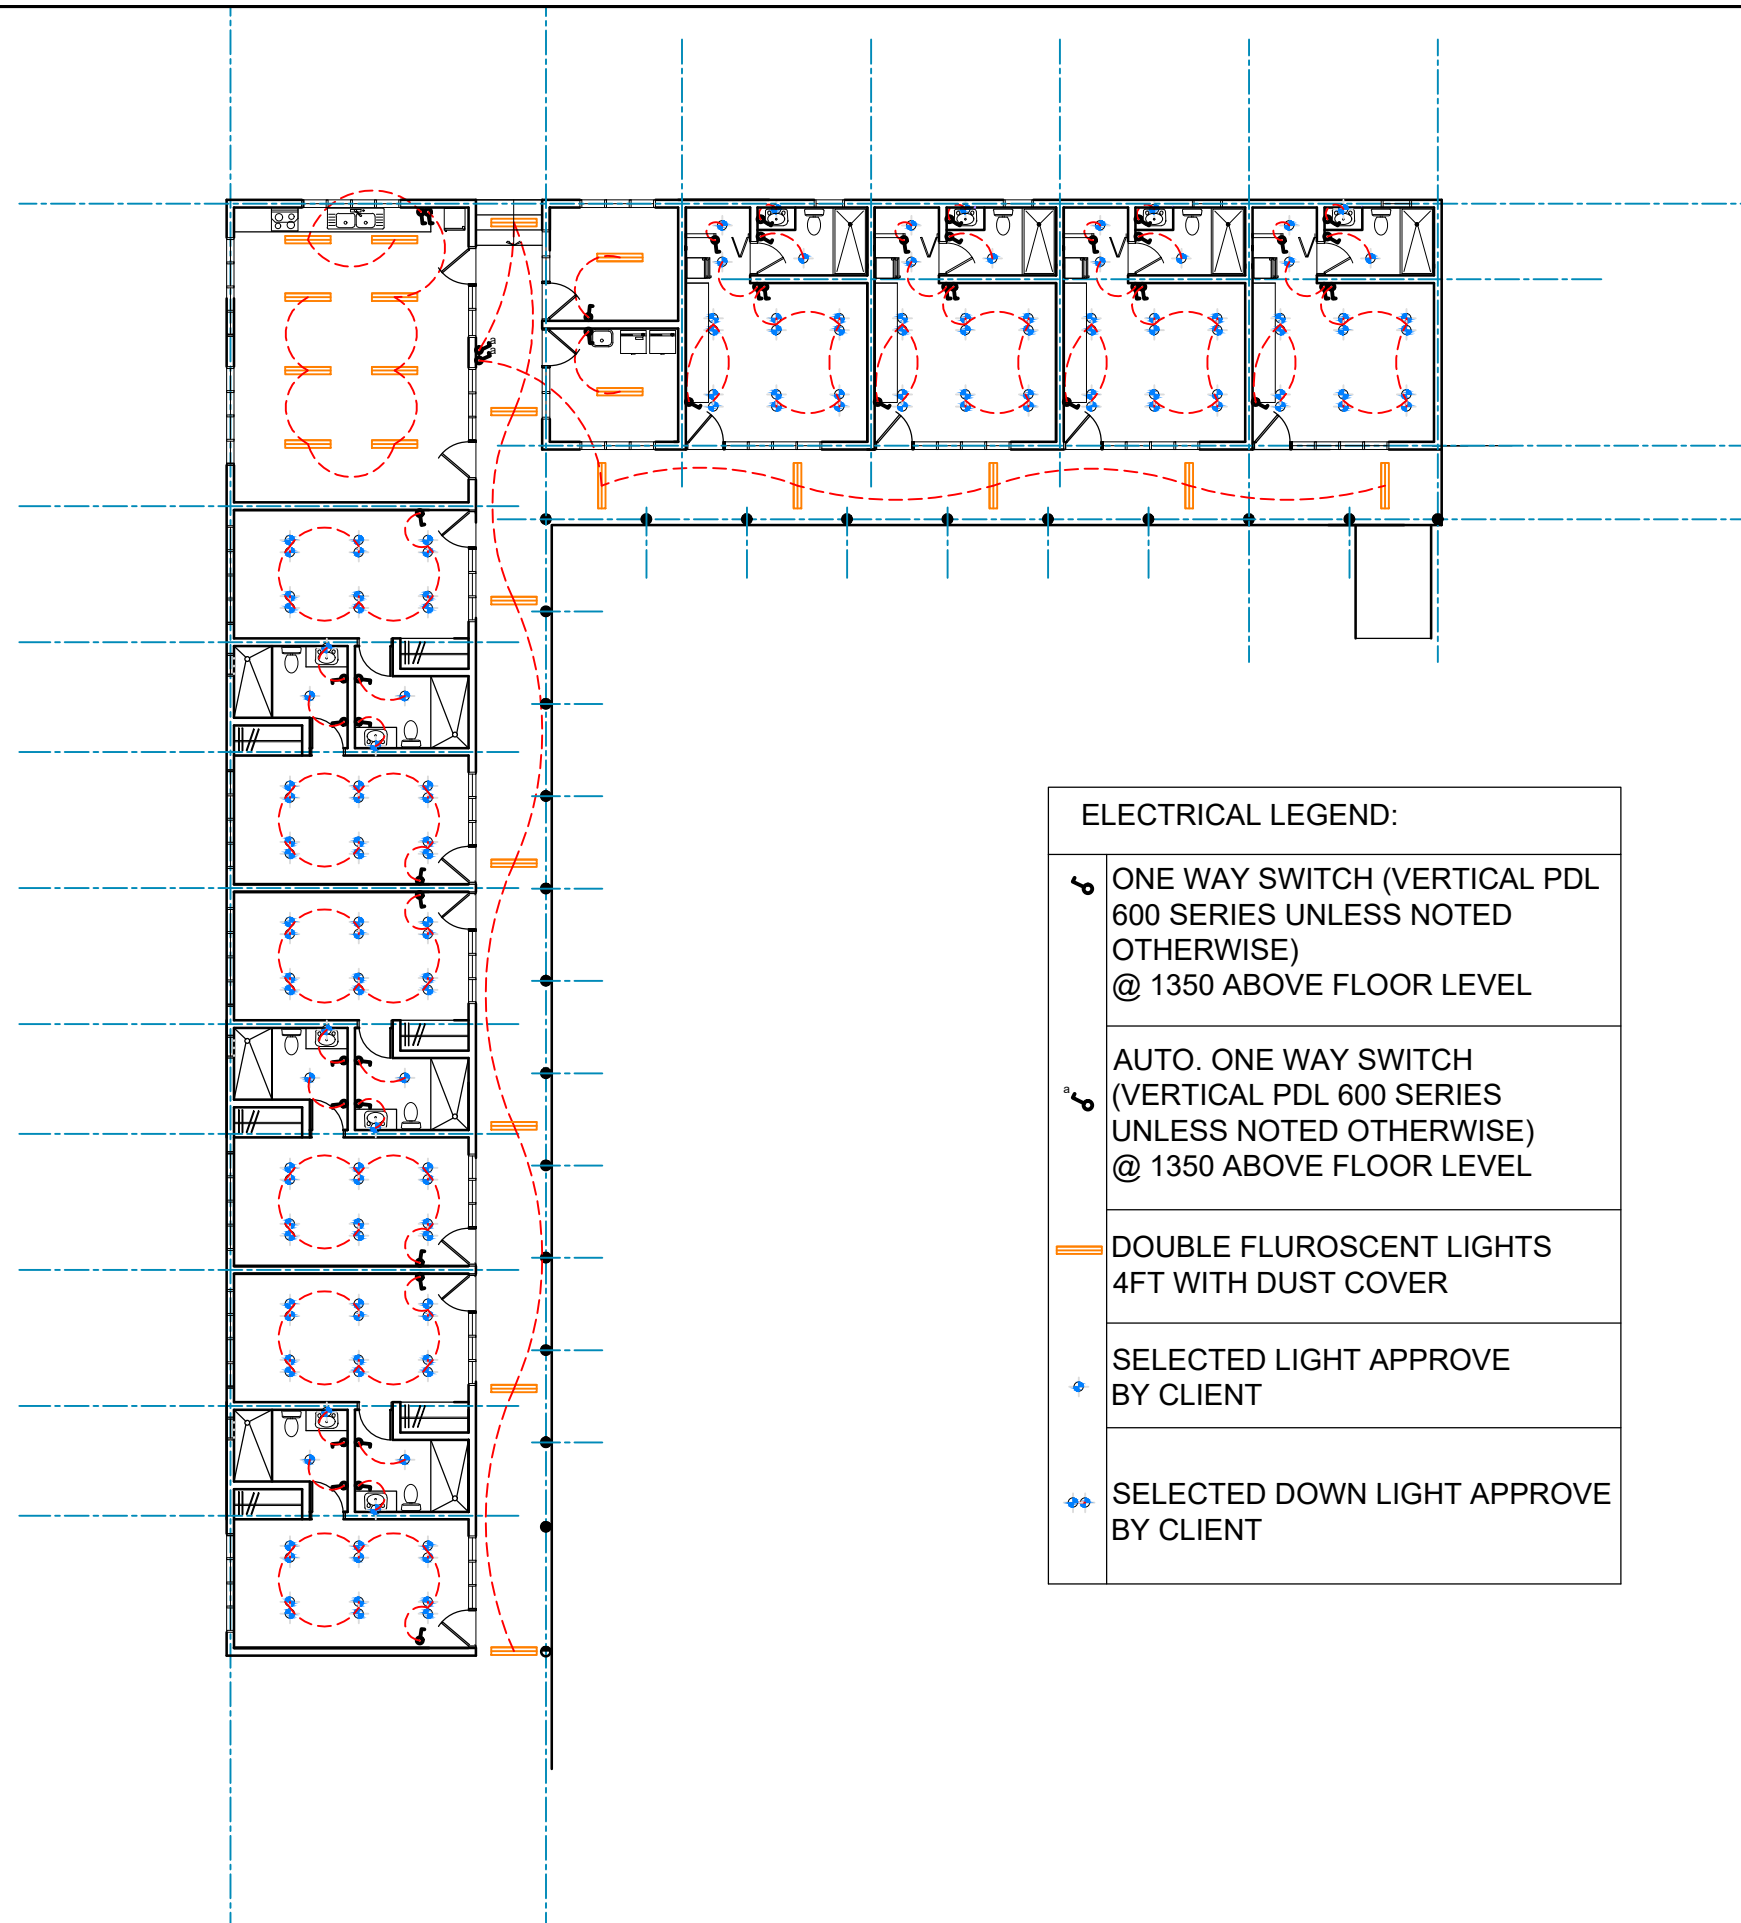 ELECTRICAL LEGEND:
ONE WAY SWITCH (VERTICAL PDL
600 SERIES UNLESS NOTED
OTHERWISE)
@ 1350 ABOVE FLOOR LEVEL
a
AUTO. ONE WAY SWITCH
(VERTICAL PDL 600 SERIES
UNLESS NOTED OTHERWISE)
@ 1350 ABOVE FLOOR LEVEL
DOUBLE FLUROSCENT LIGHTS
4FT WITH DUST COVER
SELECTED LIGHT APPROVE
BY CLIENT
SELECTED DOWN LIGHT APPROVE
BY CLIENT